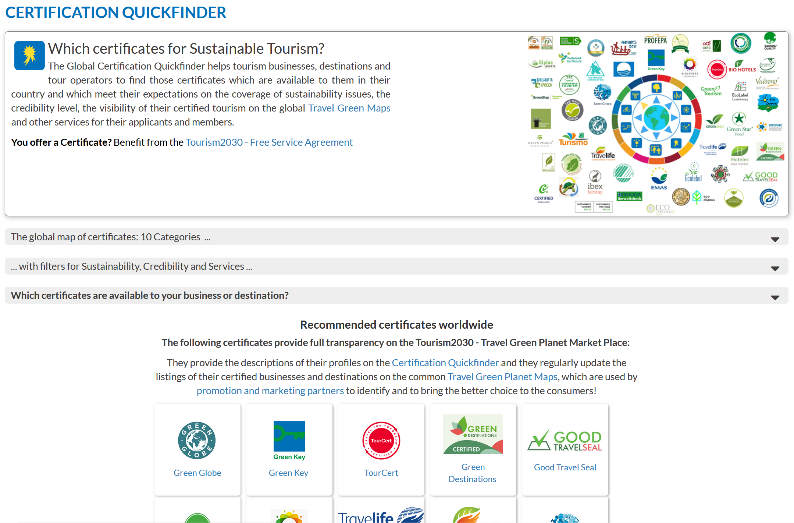 CERTIFICATION QUICKFINDER
Which certificates for Sustainable Tourism?
The Global Certification Quickfinder helps tourism businesses, destinations and
tour operators to find those certificates which are available to them in their
country and which meet their expectations on the coverage of sustainability issues, the
credibility level, the visibility of their certified tourism on the global Travel Green Maps
and other services for their applicants and members.
You offer a Certificate? Benefit from the Tourism2030 - Free Service Agreement
PROFEPA
BIO HOTELS
Green Key
Green Star
Turismo
Travelife
ibex
EMAS
GOOD
TRAVELSEAL
CERTIFIED
ECO
The global map of certificates: 10 Categories ...
... with filters for Sustainability, Credibility and Services ...
Which certificates are available to your business or destination?
Recommended certificates worldwide
The following certificates provide full transparency on the Tourism2030 - Travel Green Planet Market Place:
They provide the descriptions of their profiles on the Certification Quickfinder and they regularly update the
listings of their certified businesses and destinations on the common Travel Green Planet Maps, which are used by
promotion and marketing partners to identify and to bring the better choice to the consumers!
GREEN GLOBE
Green Key
TourCert
GREEN
DESTINATIONS
CERTIFIED
GOOD
TRAVELSEAL
Green Globe
Green Key
TourCert
Green
Destinations
Good Travel Seal
Travelife